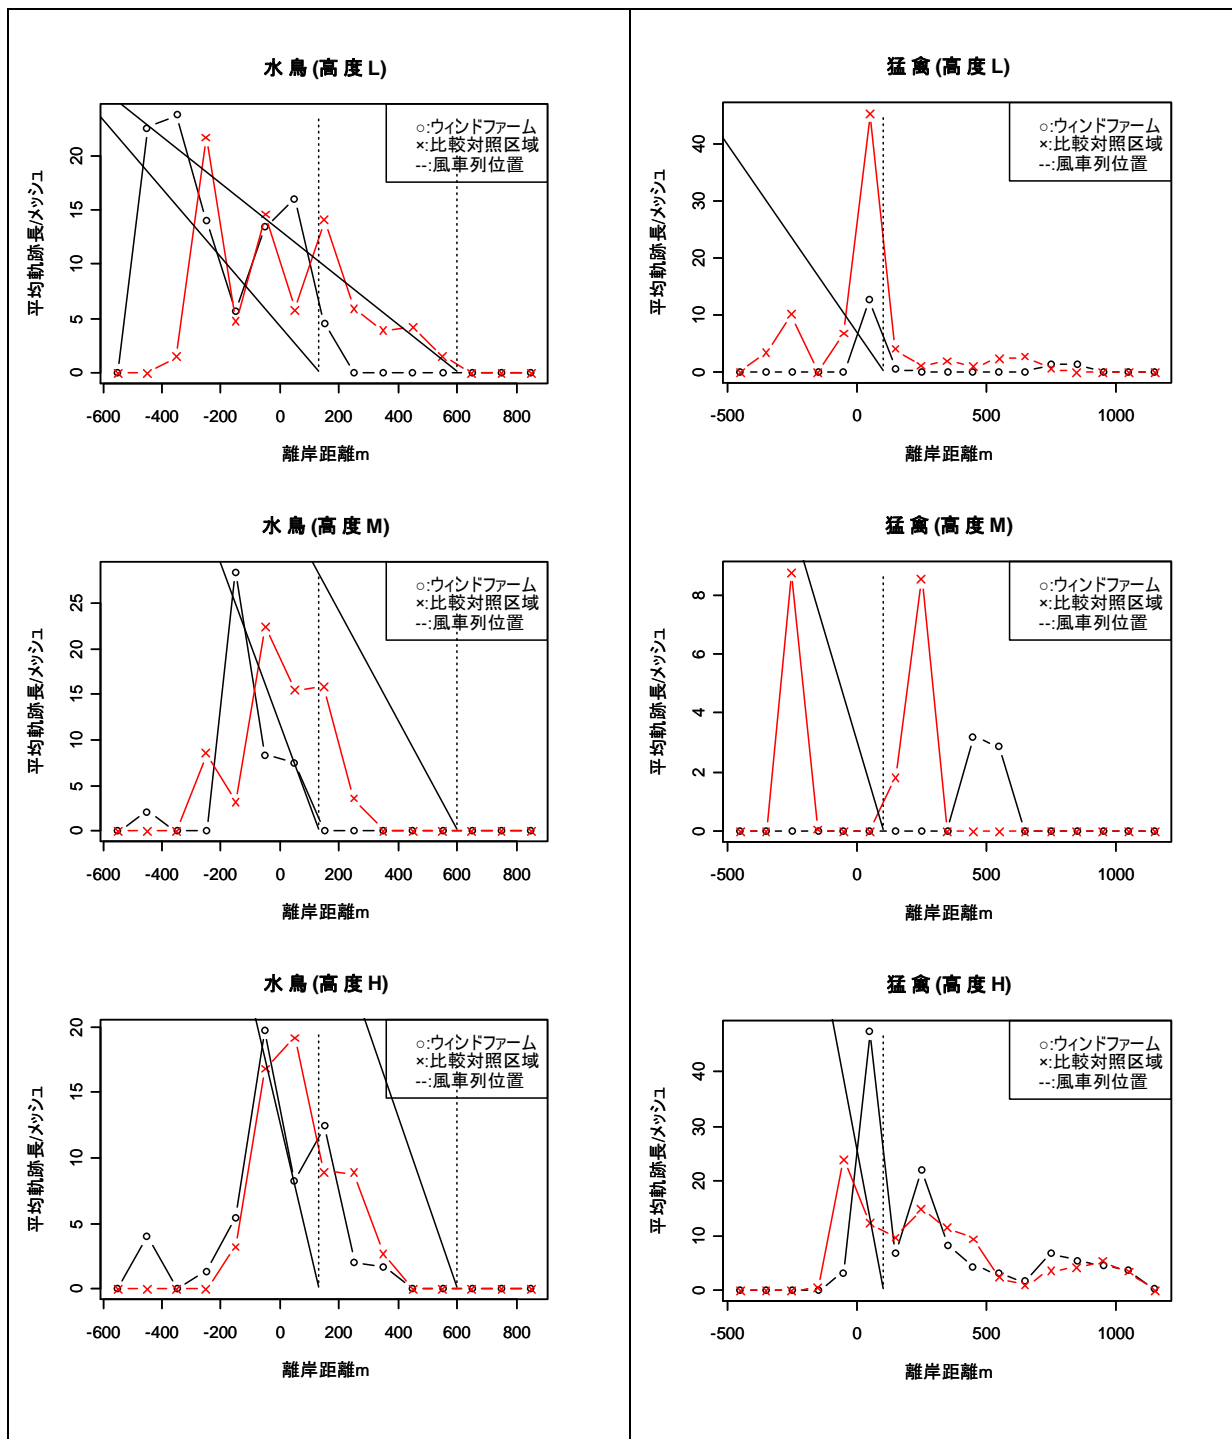 水鳥(高度 L)
平均軌跡長/メッシュ
20
15
10
5
0
○:ウィンドファーム
×:比較対照区域
--:風車列位置
-600 -400 -200 0 200 400 600 800
離岸距離m
猛禽(高度 L)
平均軌跡長/メッシュ
40
30
20
10
0
○:ウィンドファーム
×:比較対照区域
--:風車列位置
-500 0 500 1000
離岸距離m
水鳥(高度 M)
平均軌跡長/メッシュ
25
20
15
10
5
0
○:ウィンドファーム
×:比較対照区域
--:風車列位置
-600 -400 -200 0 200 400 600 800
離岸距離m
猛禽(高度 M)
平均軌跡長/メッシュ
8
6
4
2
0
○:ウィンドファーム
×:比較対照区域
--:風車列位置
-500 0 500 1000
離岸距離m
水鳥(高度 H)
平均軌跡長/メッシュ
20
15
10
5
0
○:ウィンドファーム
×:比較対照区域
--:風車列位置
-600 -400 -200 0 200 400 600 800
離岸距離m
猛禽(高度 H)
平均軌跡長/メッシュ
40
30
20
10
0
○:ウィンドファーム
×:比較対照区域
--:風車列位置
-500 0 500 1000
離岸距離m